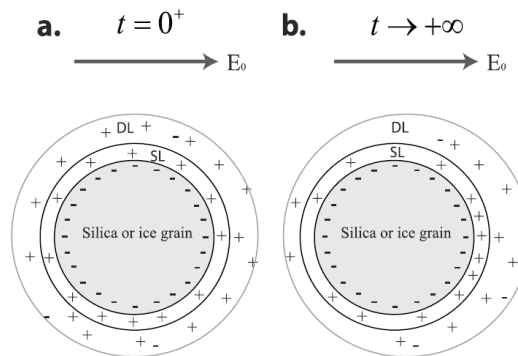 a. t = 0⁺
E₀
DL
SL
Silica or ice grain
b. t → +∞
E₀
DL
SL
Silica or ice grain